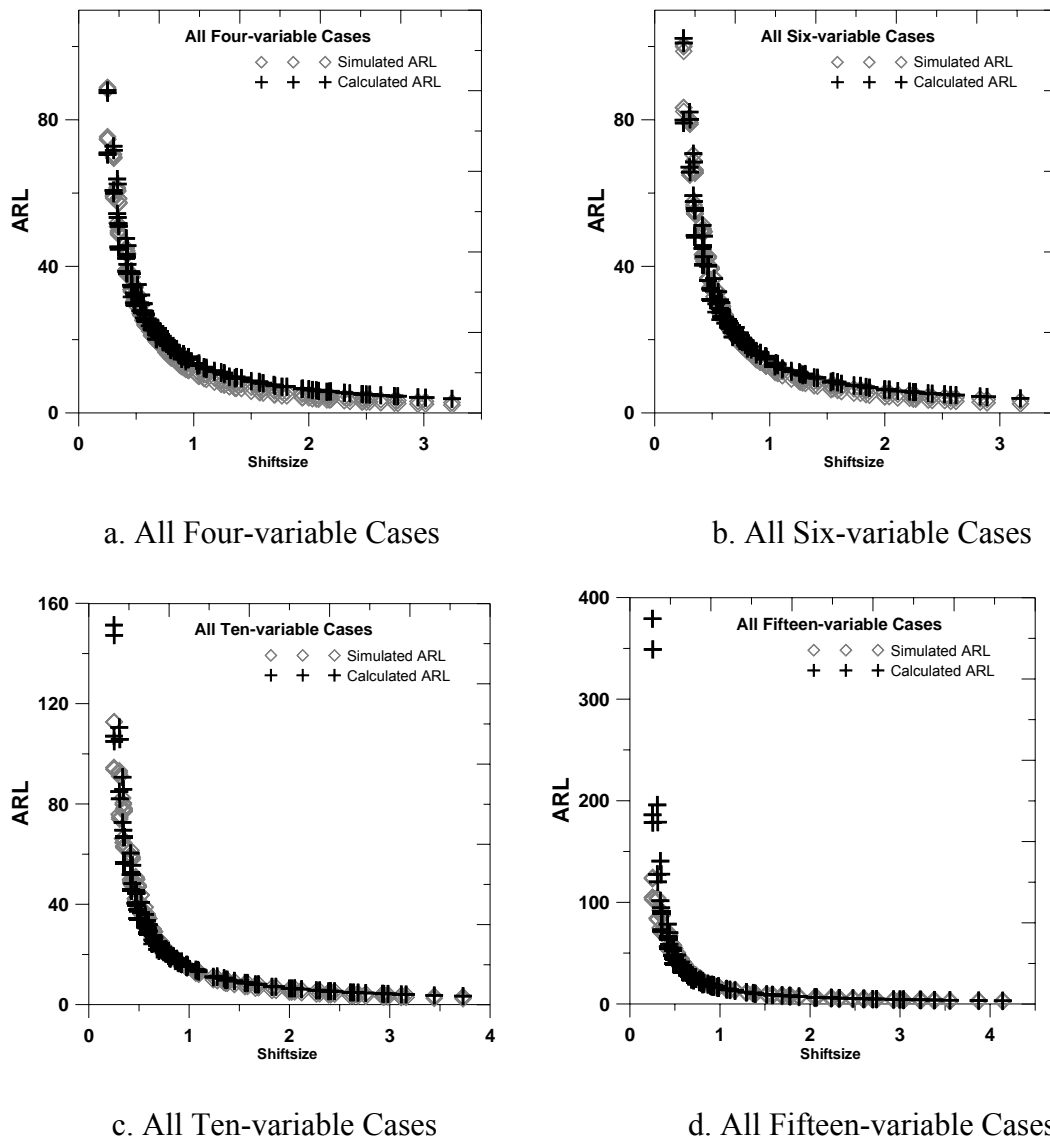 All Four-variable Cases
Simulated ARL
Calculated ARL
80
40
0
ARL
0 1 2 3
Shiftsize
a. All Four-variable Cases
All Six-variable Cases
Simulated ARL
Calculated ARL
80
40
0
ARL
0 1 2 3
Shiftsize
b. All Six-variable Cases
All Ten-variable Cases
Simulated ARL
Calculated ARL
160
120
80
40
0
ARL
0 1 2 3 4
Shiftsize
c. All Ten-variable Cases
All Fifteen-variable Cases
Simulated ARL
Calculated ARL
400
300
200
100
0
ARL
0 1 2 3 4
Shiftsize
d. All Fifteen-variable Cases